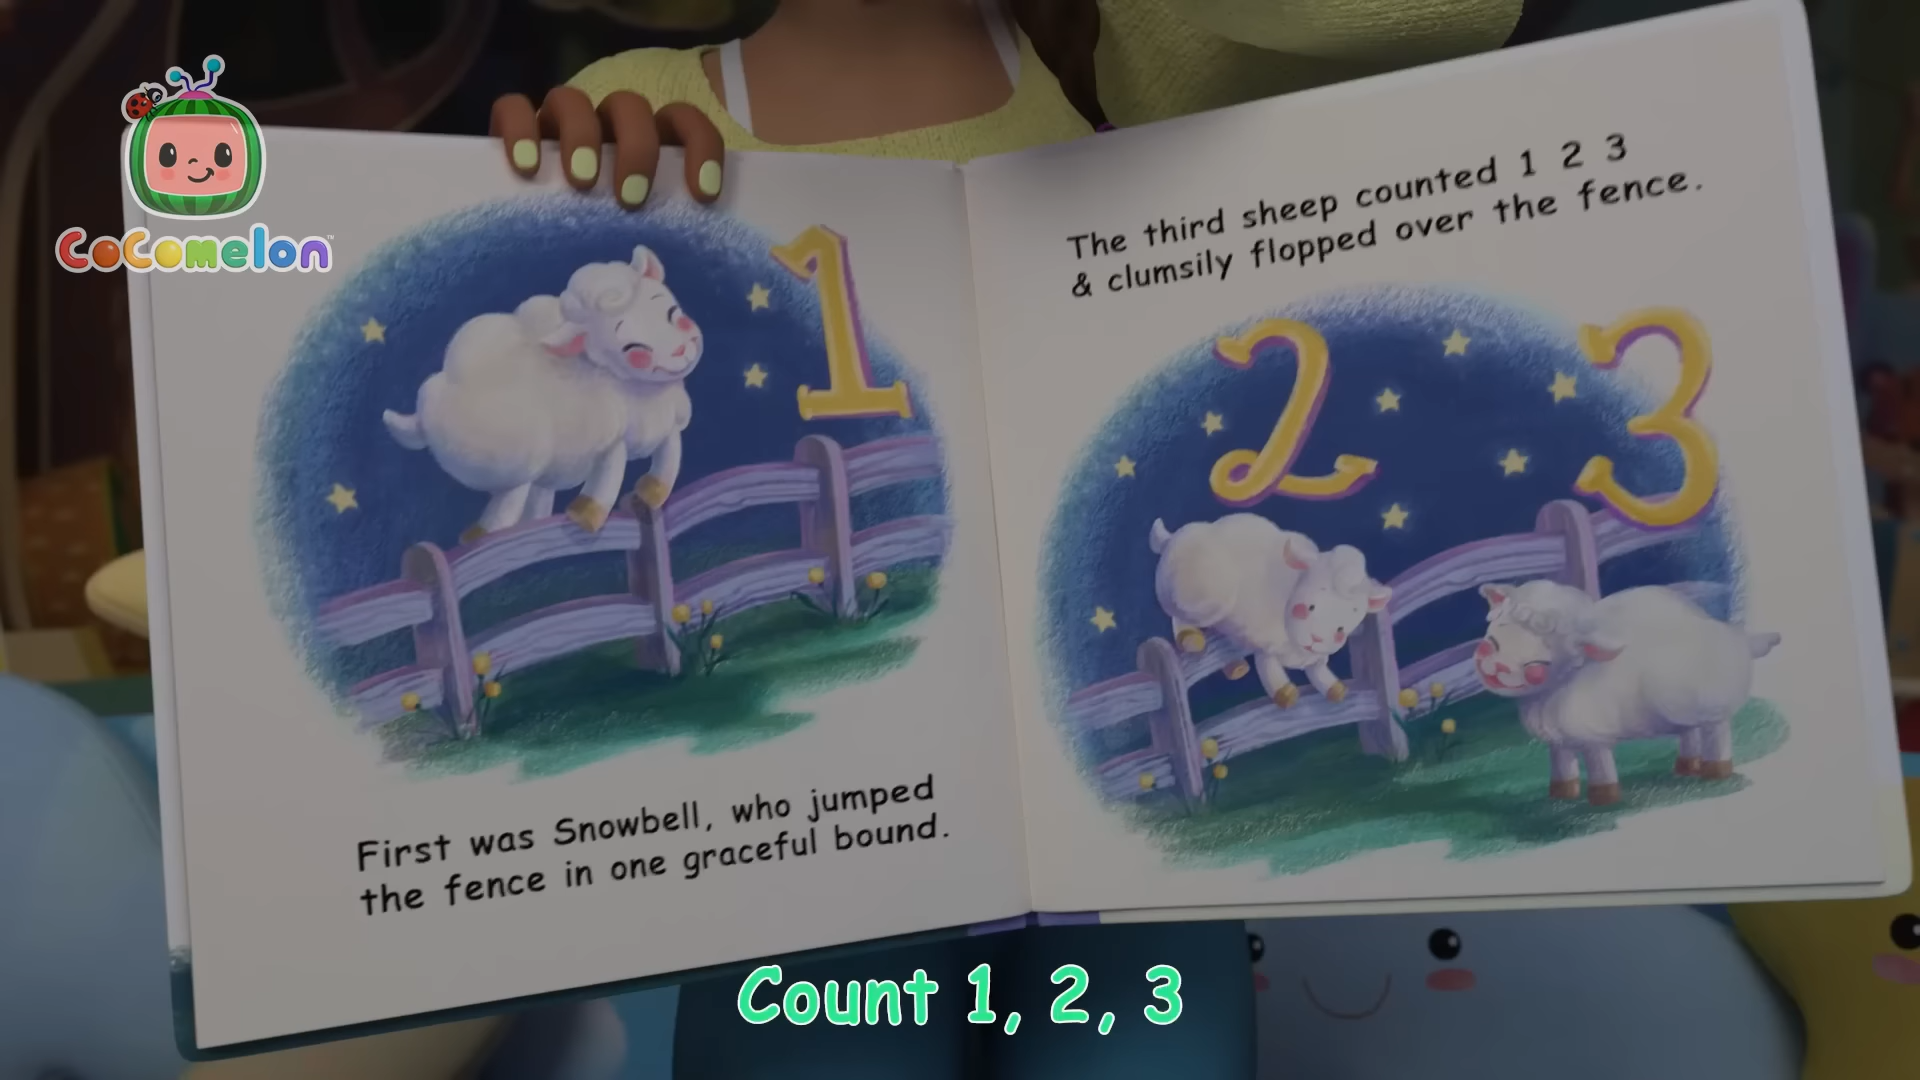 CoComelon™
1
First was Snowbell, who jumped
the fence in one graceful bound.
The third sheep counted 1 2 3
& clumsily flopped over the fence.
2 3
Count 1, 2, 3